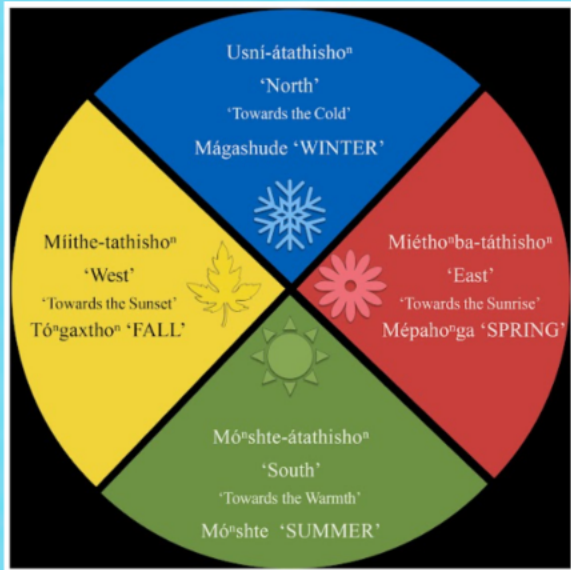 Usní-átathishoⁿ
‘North’
‘Towards the Cold’
Mágashude ‘WINTER’
Míithe-tathishoⁿ
‘West’
‘Towards the Sunset’
Tóⁿgaxthoⁿ ‘FALL’
Miéthoⁿba-táthishoⁿ
‘East’
‘Towards the Sunrise’
Mépahoⁿga ‘SPRING’
Móⁿshte-átathishoⁿ
‘South’
‘Towards the Warmth’
Móⁿshte ‘SUMMER’